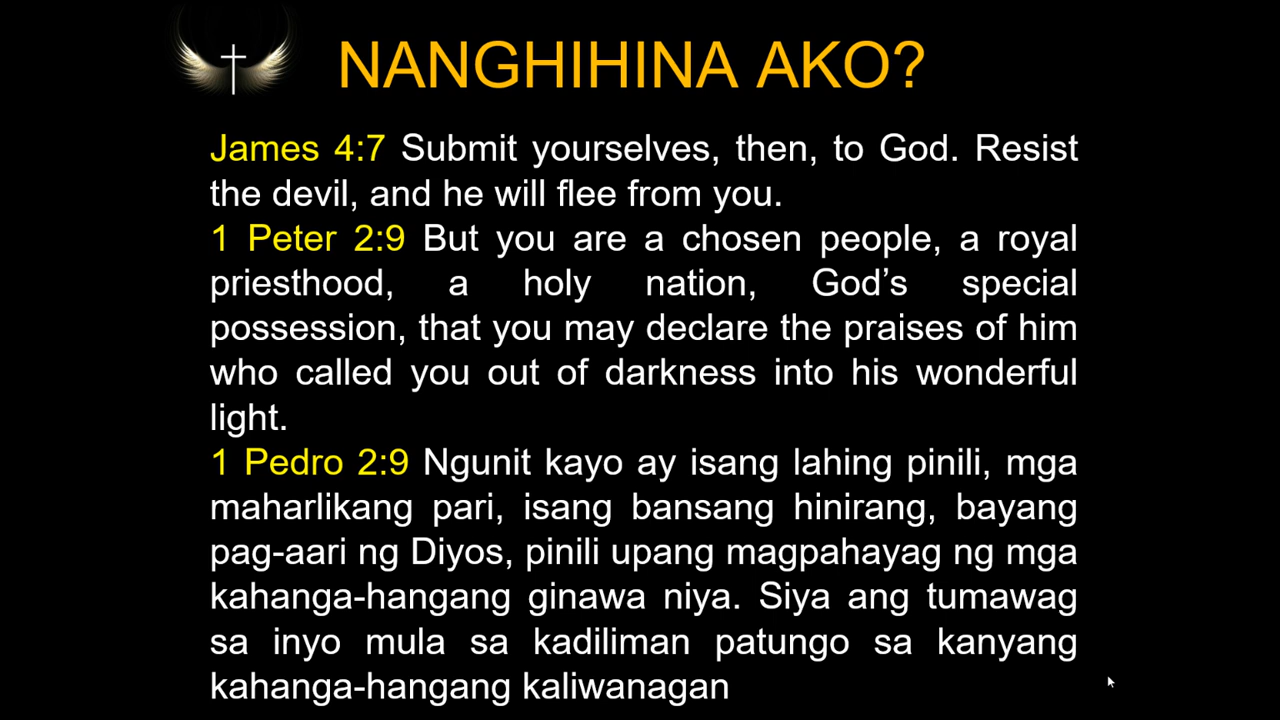 NANGHIHINA AKO?
James 4:7 Submit yourselves, then, to God. Resist
the devil, and he will flee from you.
1 Peter 2:9 But you are a chosen people, a royal
priesthood, a holy nation, God’s special
possession, that you may declare the praises of him
who called you out of darkness into his wonderful
light.
1 Pedro 2:9 Ngunit kayo ay isang lahing pinili, mga
maharlikang pari, isang bansang hinirang, bayang
pag-aari ng Diyos, pinili upang magpahayag ng mga
kahanga-hangang ginawa niya. Siya ang tumawag
sa inyo mula sa kadiliman patungo sa kanyang
kahanga-hangang kaliwanagan